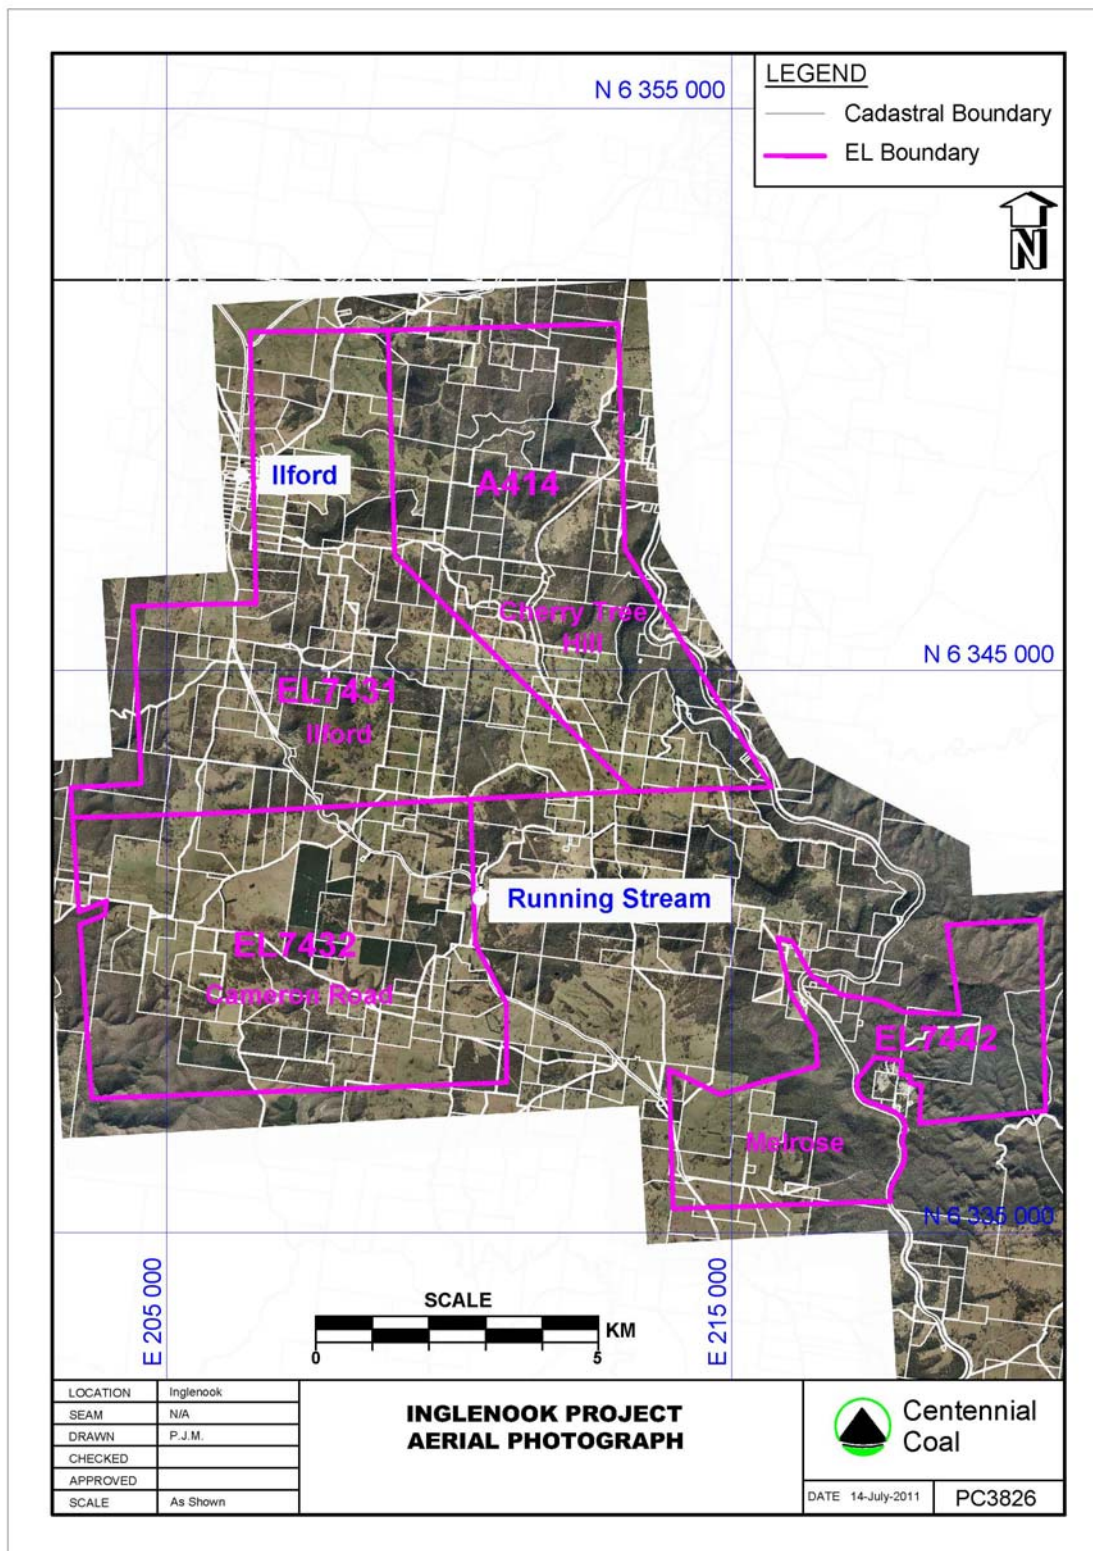 N 6 355 000
LEGEND
Cadastral Boundary
EL Boundary
N
Ilford
A414
Cherry Tree
Hill
N 6 345 000
EL7431
Ilford
Running Stream
EL7432
Cameron Road
EL7442
Melrose
N 6 335 000
E 205 000
E 215 000
SCALE
KM
0
5
LOCATION Inglenook
SEAM N/A
DRAWN P.J.M.
CHECKED
APPROVED
SCALE As Shown
INGLENOOK PROJECT
AERIAL PHOTOGRAPH
Centennial
Coal
DATE 14-July-2011
PC3826